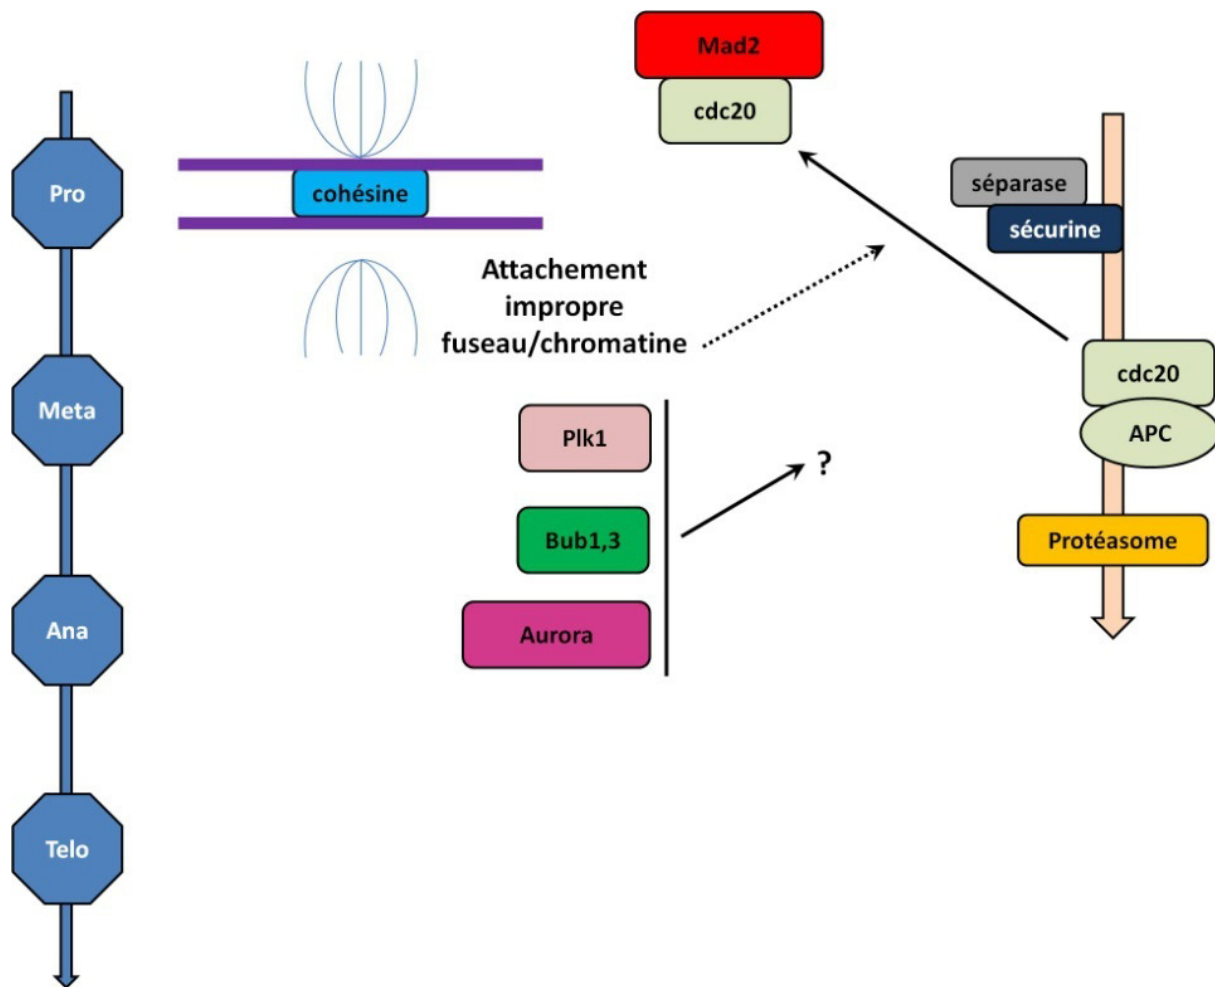 Mad2
cdc20
Pro
cohésine
séparase
sécurine
Attachement
impropre
fuseau/chromatine
cdc20
APC
Meta
Plk1
?
Bub1,3
Protéasome
Ana
Aurora
Telo